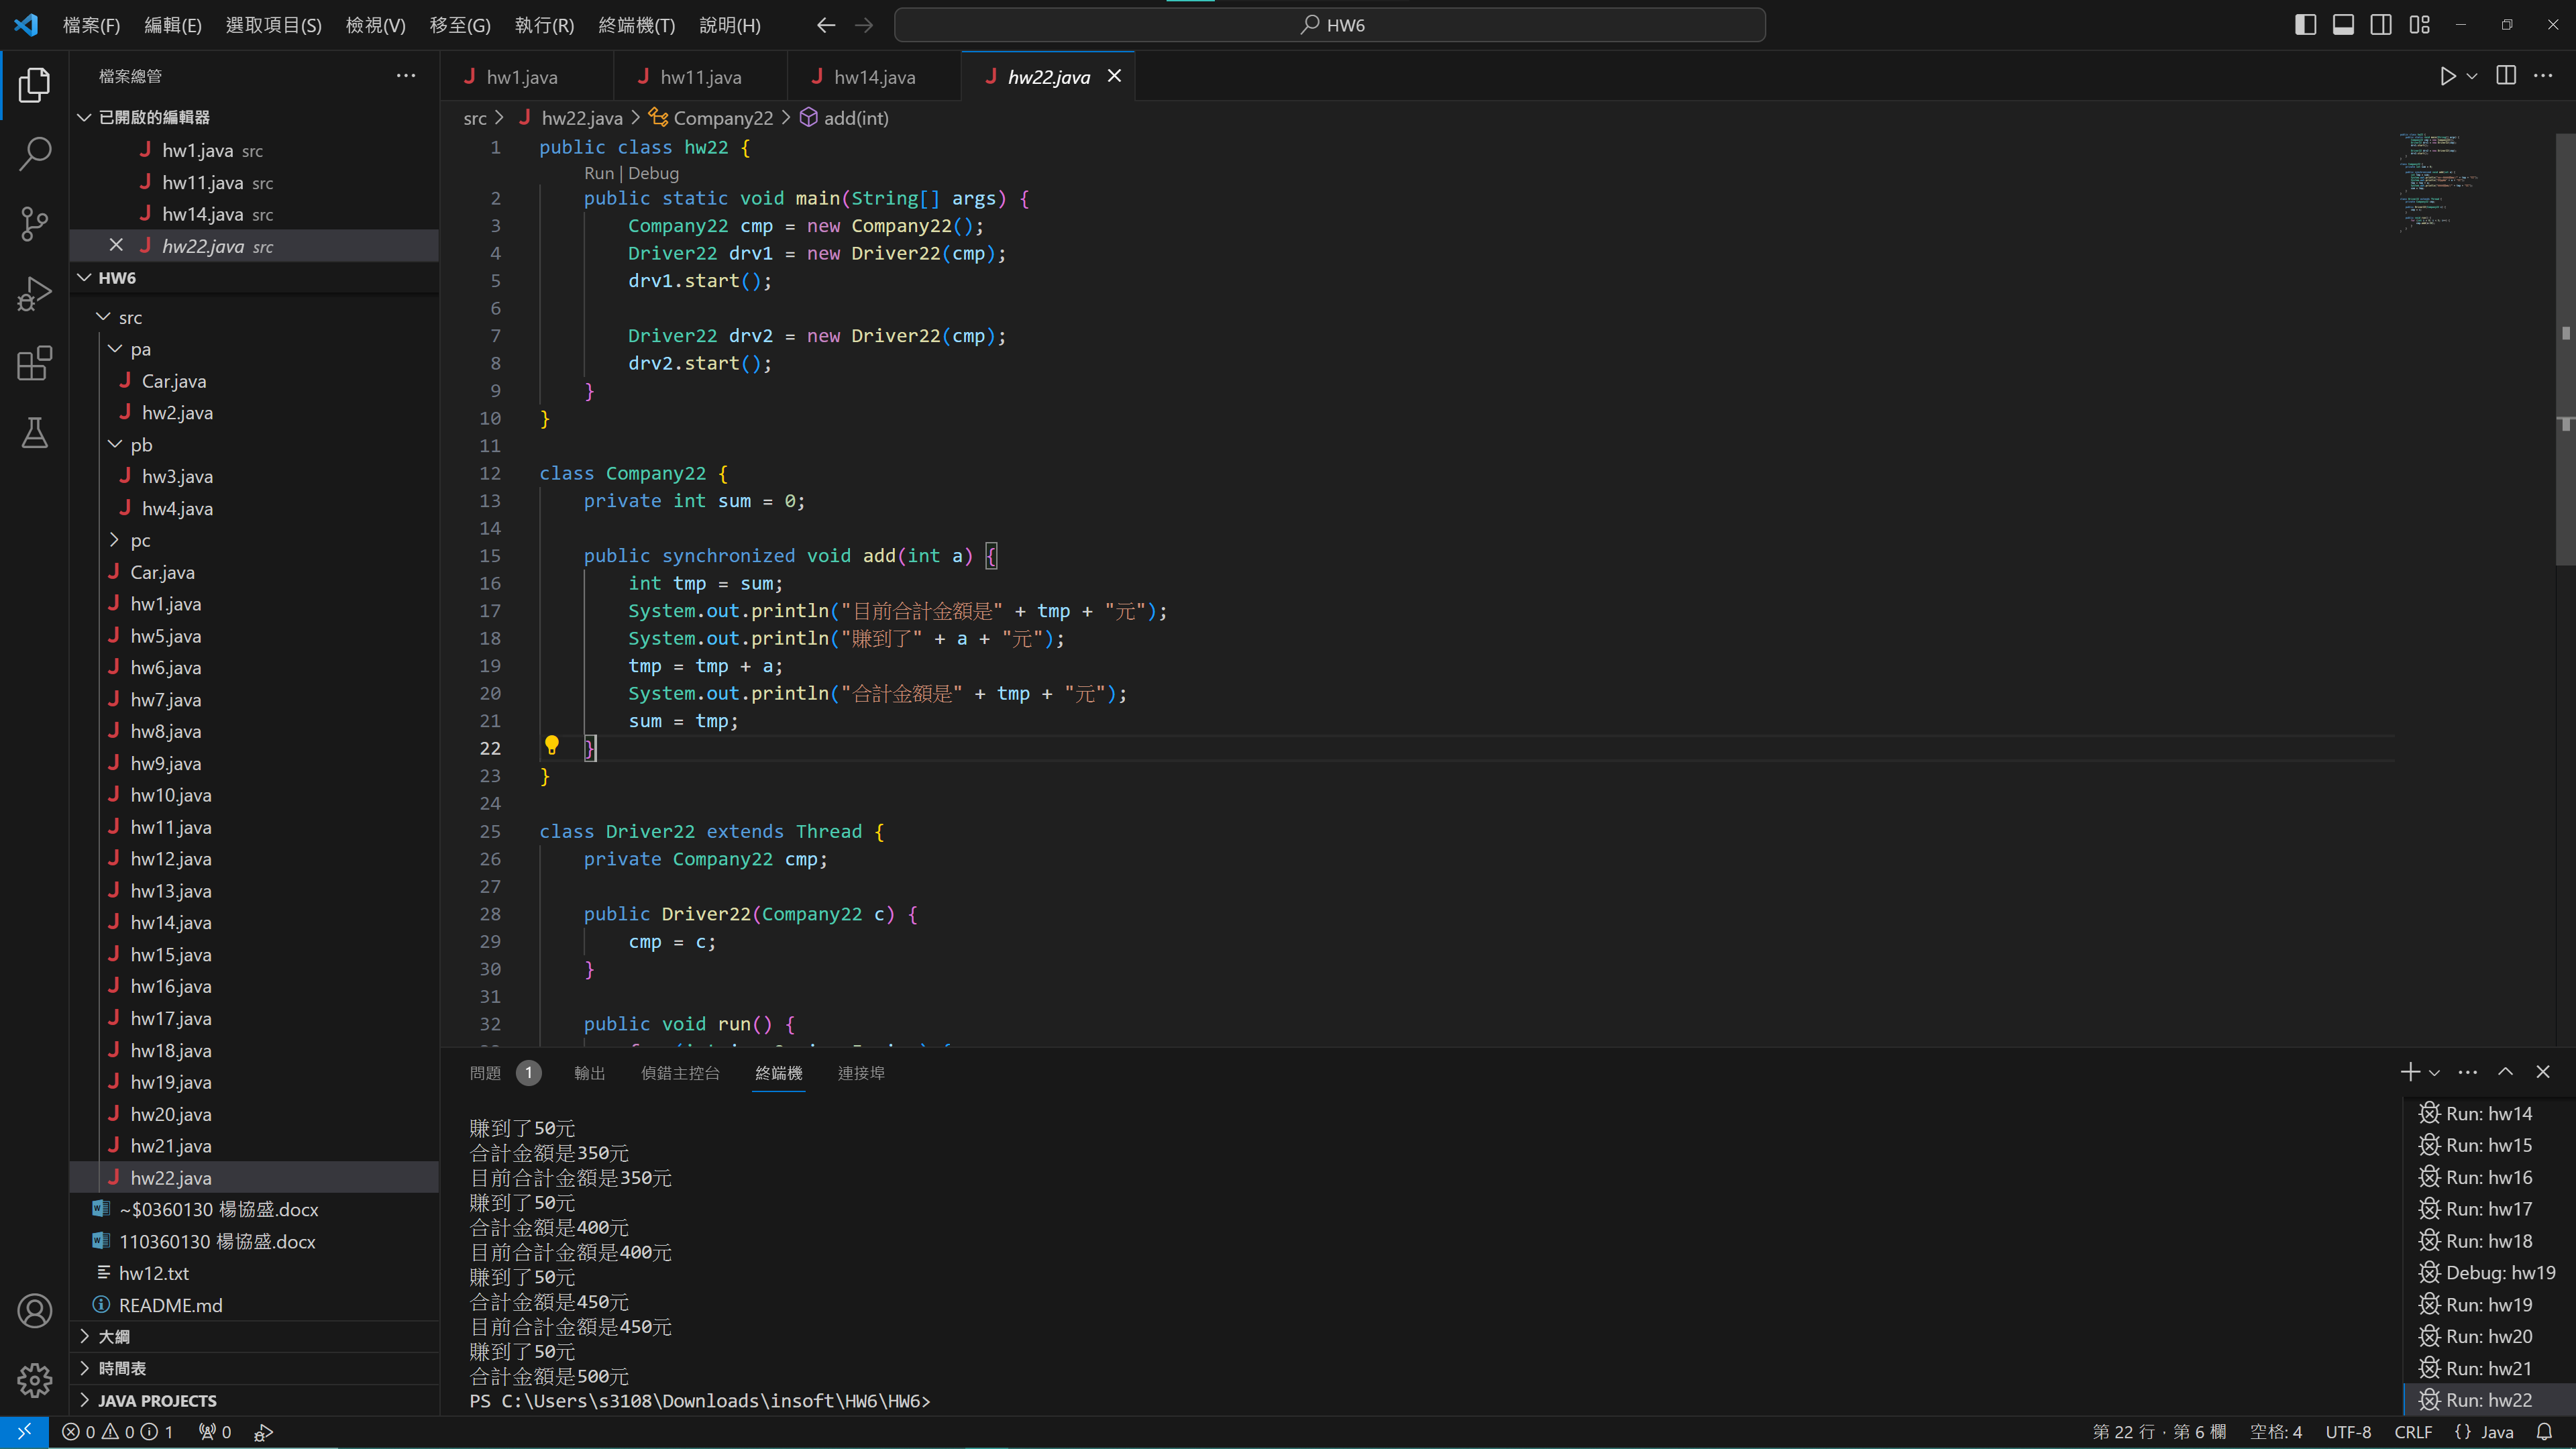 檔案(F) 編輯(E) 選取項目(S) 檢視(V) 移至(G) 執行(R) 終端機(T) 說明(H) HW6
檔案總管
已開啟的編輯器
hw1.java src
hw11.java src
hw14.java src
hw22.java src
HW6
src
pa
Car.java
hw2.java
pb
hw3.java
hw4.java
pc
Car.java
hw1.java
hw5.java
hw6.java
hw7.java
hw8.java
hw9.java
hw10.java
hw11.java
hw12.java
hw13.java
hw14.java
hw15.java
hw16.java
hw17.java
hw18.java
hw19.java
hw20.java
hw21.java
hw22.java
~$0360130 楊協盛.docx
110360130 楊協盛.docx
hw12.txt
README.md
大綱
時間表
JAVA PROJECTS
hw1.java hw11.java hw14.java hw22.java
src > hw22.java > Company22 > add(int)
1 public class hw22 {
Run | Debug
2 public static void main(String[] args) {
3 Company22 cmp = new Company22();
4 Driver22 drv1 = new Driver22(cmp);
5 drv1.start();
6
7 Driver22 drv2 = new Driver22(cmp);
8 drv2.start();
9 }
10 }
11
12 class Company22 {
13 private int sum = 0;
14
15 public synchronized void add(int a) {
16 int tmp = sum;
17 System.out.println("目前合計金額是" + tmp + "元");
18 System.out.println("賺到了" + a + "元");
19 tmp = tmp + a;
20 System.out.println("合計金額是" + tmp + "元");
21 sum = tmp;
22 }
23 }
24
25 class Driver22 extends Thread {
26 private Company22 cmp;
27
28 public Driver22(Company22 c) {
29 cmp = c;
30 }
31
32 public void run() {
問題 1 輸出 偵錯主控台 終端機 連接埠
賺到了50元
合計金額是350元
目前合計金額是350元
賺到了50元
合計金額是400元
目前合計金額是400元
賺到了50元
合計金額是450元
目前合計金額是450元
賺到了50元
合計金額是500元
PS C:\Users\s3108\Downloads\insoft\HW6\HW6>
Run: hw14
Run: hw15
Run: hw16
Run: hw17
Run: hw18
Debug: hw19
Run: hw19
Run: hw20
Run: hw21
Run: hw22
0 0 1 0 第 22 行，第 6 欄 空格: 4 UTF-8 CRLF {} Java